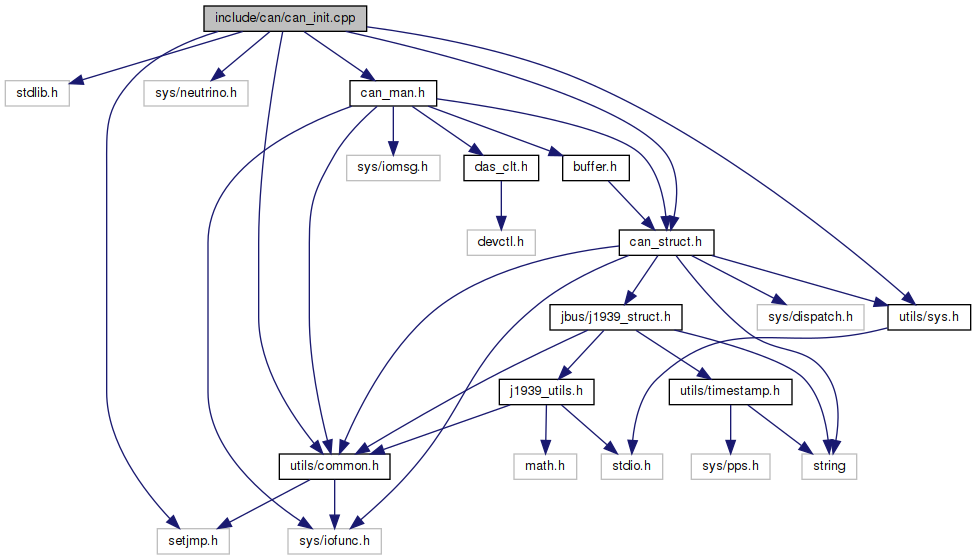 include/can/can_init.cpp
stdlib.h
sys/neutrino.h
can_man.h
sys/iomsg.h
das_clt.h
buffer.h
devctl.h
can_struct.h
jbus/j1939_struct.h
sys/dispatch.h
utils/sys.h
j1939_utils.h
utils/timestamp.h
utils/common.h
math.h
stdio.h
sys/pps.h
string
setjmp.h
sys/iofunc.h